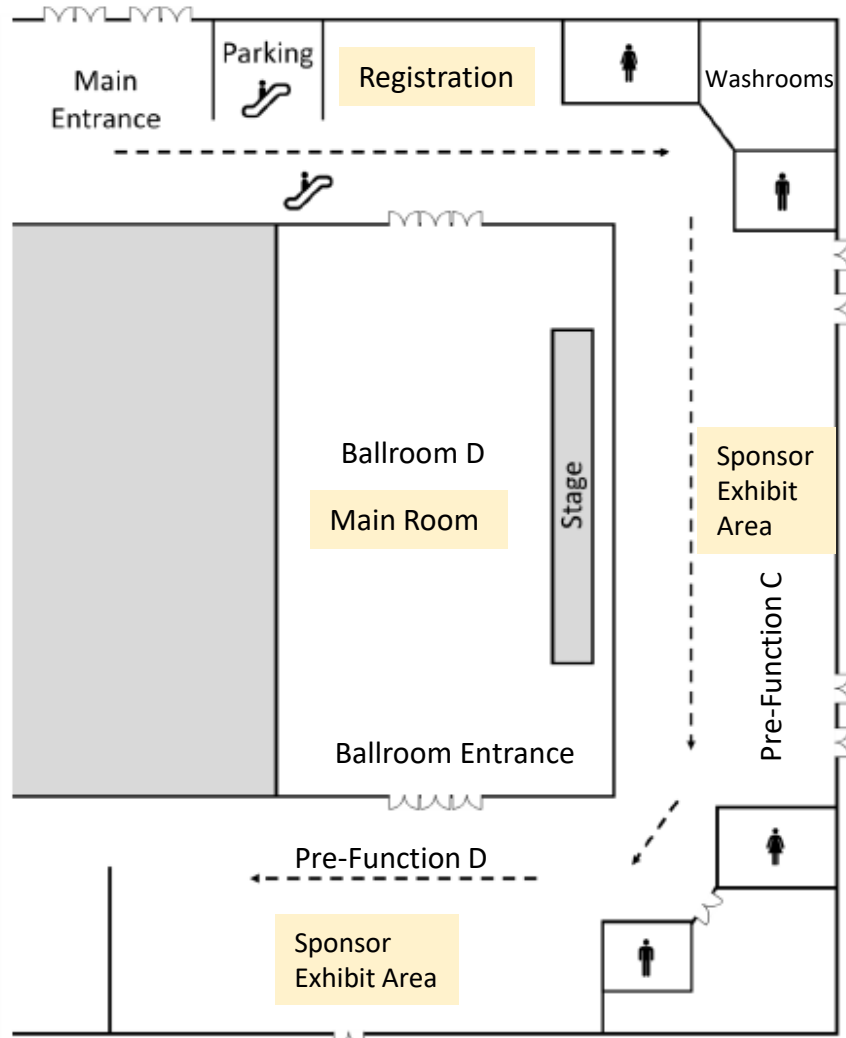 Main
Entrance
Parking
Registration
Washrooms
Ballroom D
Main Room
Stage
Sponsor
Exhibit
Area
Pre-Function C
Ballroom Entrance
Pre-Function D
Sponsor
Exhibit Area